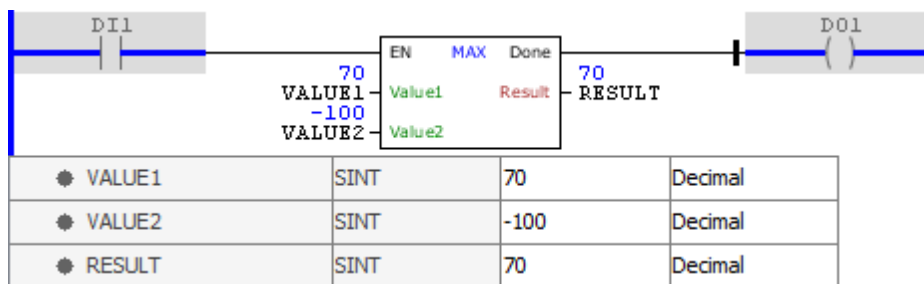 DI1 DO1
EN MAX Done
70 70
VALUE1 Value1 Result RESULT
-100
VALUE2 Value2
VALUE1 SINT 70 Decimal
VALUE2 SINT -100 Decimal
RESULT SINT 70 Decimal